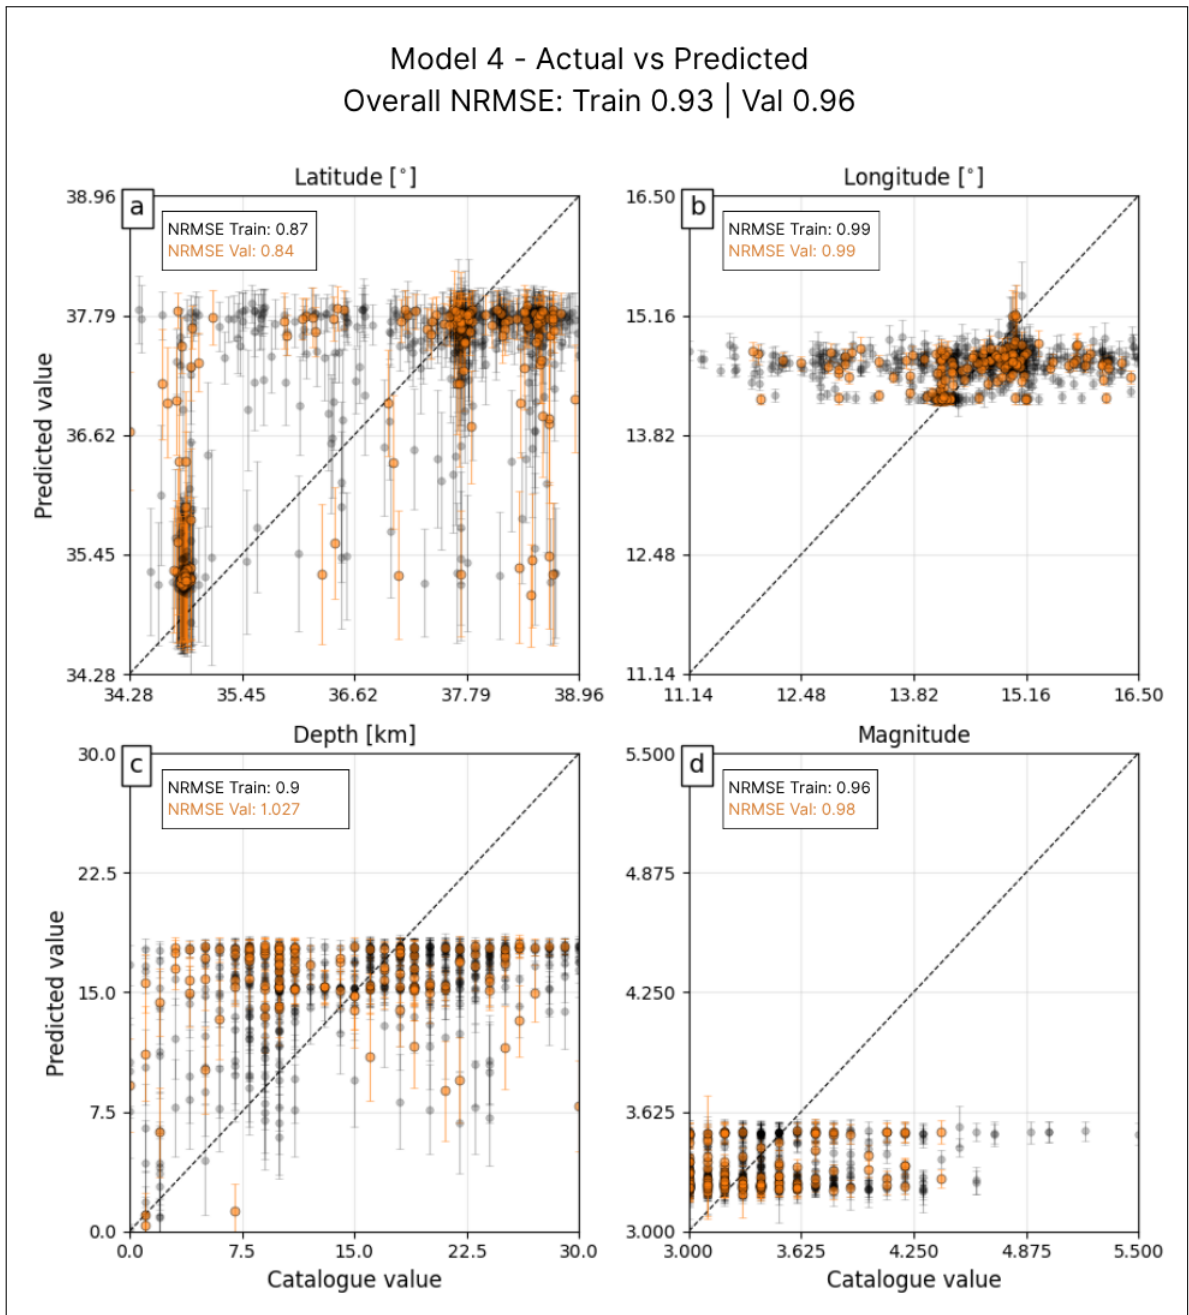 Model 4 - Actual vs Predicted
Overall NRMSE: Train 0.93 | Val 0.96
Latitude [°]
a
NRMSE Train: 0.87
NRMSE Val: 0.84
38.96
37.79
36.62
35.45
34.28
Predicted value
34.28 35.45 36.62 37.79 38.96
Longitude [°]
b
NRMSE Train: 0.99
NRMSE Val: 0.99
16.50
15.16
13.82
12.48
11.14
11.14 12.48 13.82 15.16 16.50
Depth [km]
c
NRMSE Train: 0.9
NRMSE Val: 1.027
30.0
22.5
15.0
7.5
0.0
Predicted value
0.0 7.5 15.0 22.5 30.0
Catalogue value
Magnitude
d
NRMSE Train: 0.96
NRMSE Val: 0.98
5.500
4.875
4.250
3.625
3.000
3.000 3.625 4.250 4.875 5.500
Catalogue value